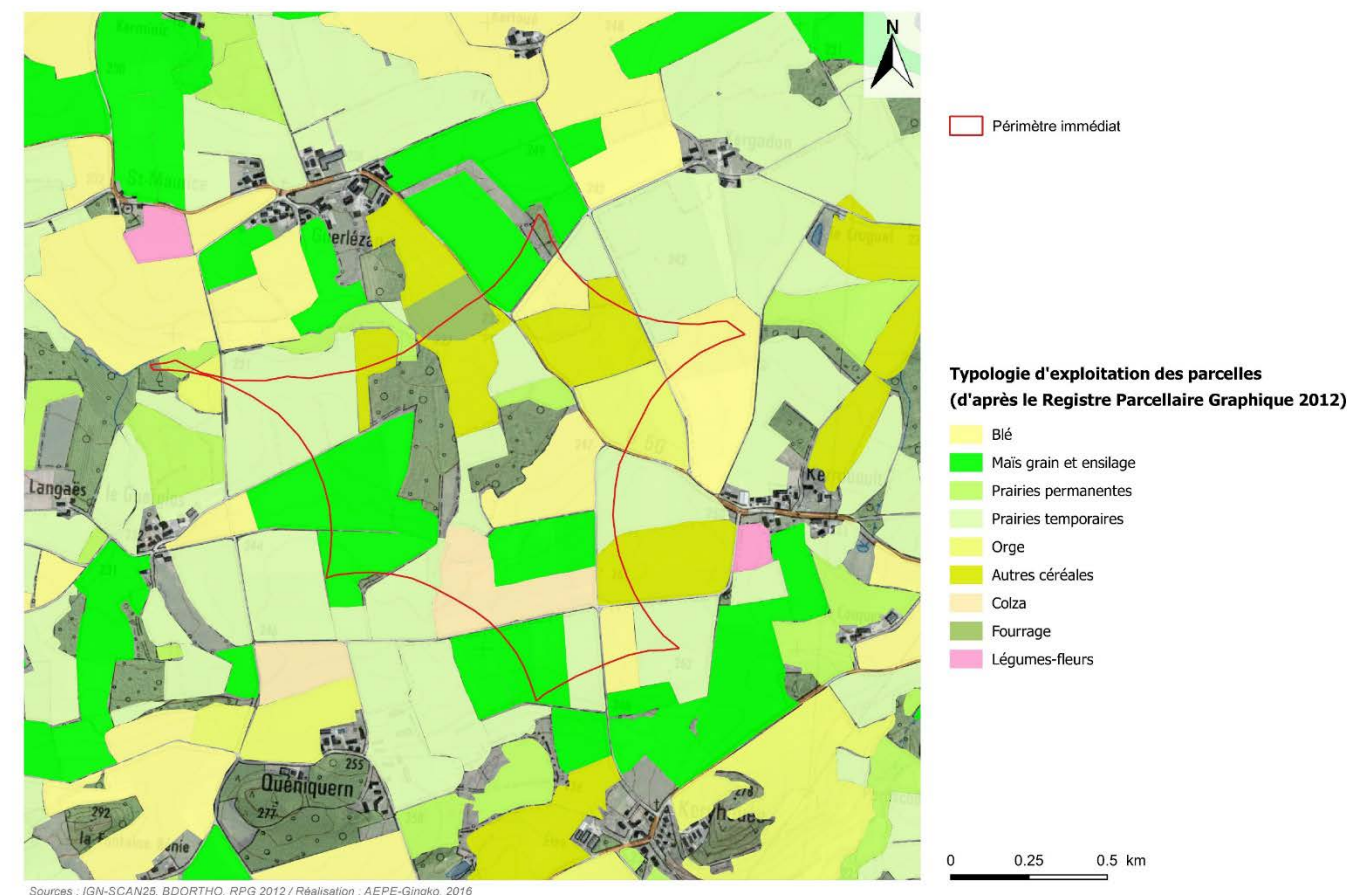 N
Périmètre immédiat
St Maurice
Guerléza
Langaës
255
Quéniquern
277
292
278
Typologie d'exploitation des parcelles
(d'après le Registre Parcellaire Graphique 2012)
Blé
Maïs grain et ensilage
Prairies permanentes
Prairies temporaires
Orge
Autres céréales
Colza
Fourrage
Légumes-fleurs
0 0.25 0.5 km
Sources : IGN-SCAN25, BDORTHO, RPG 2012 / Réalisation : AEPE-Gingko, 2016